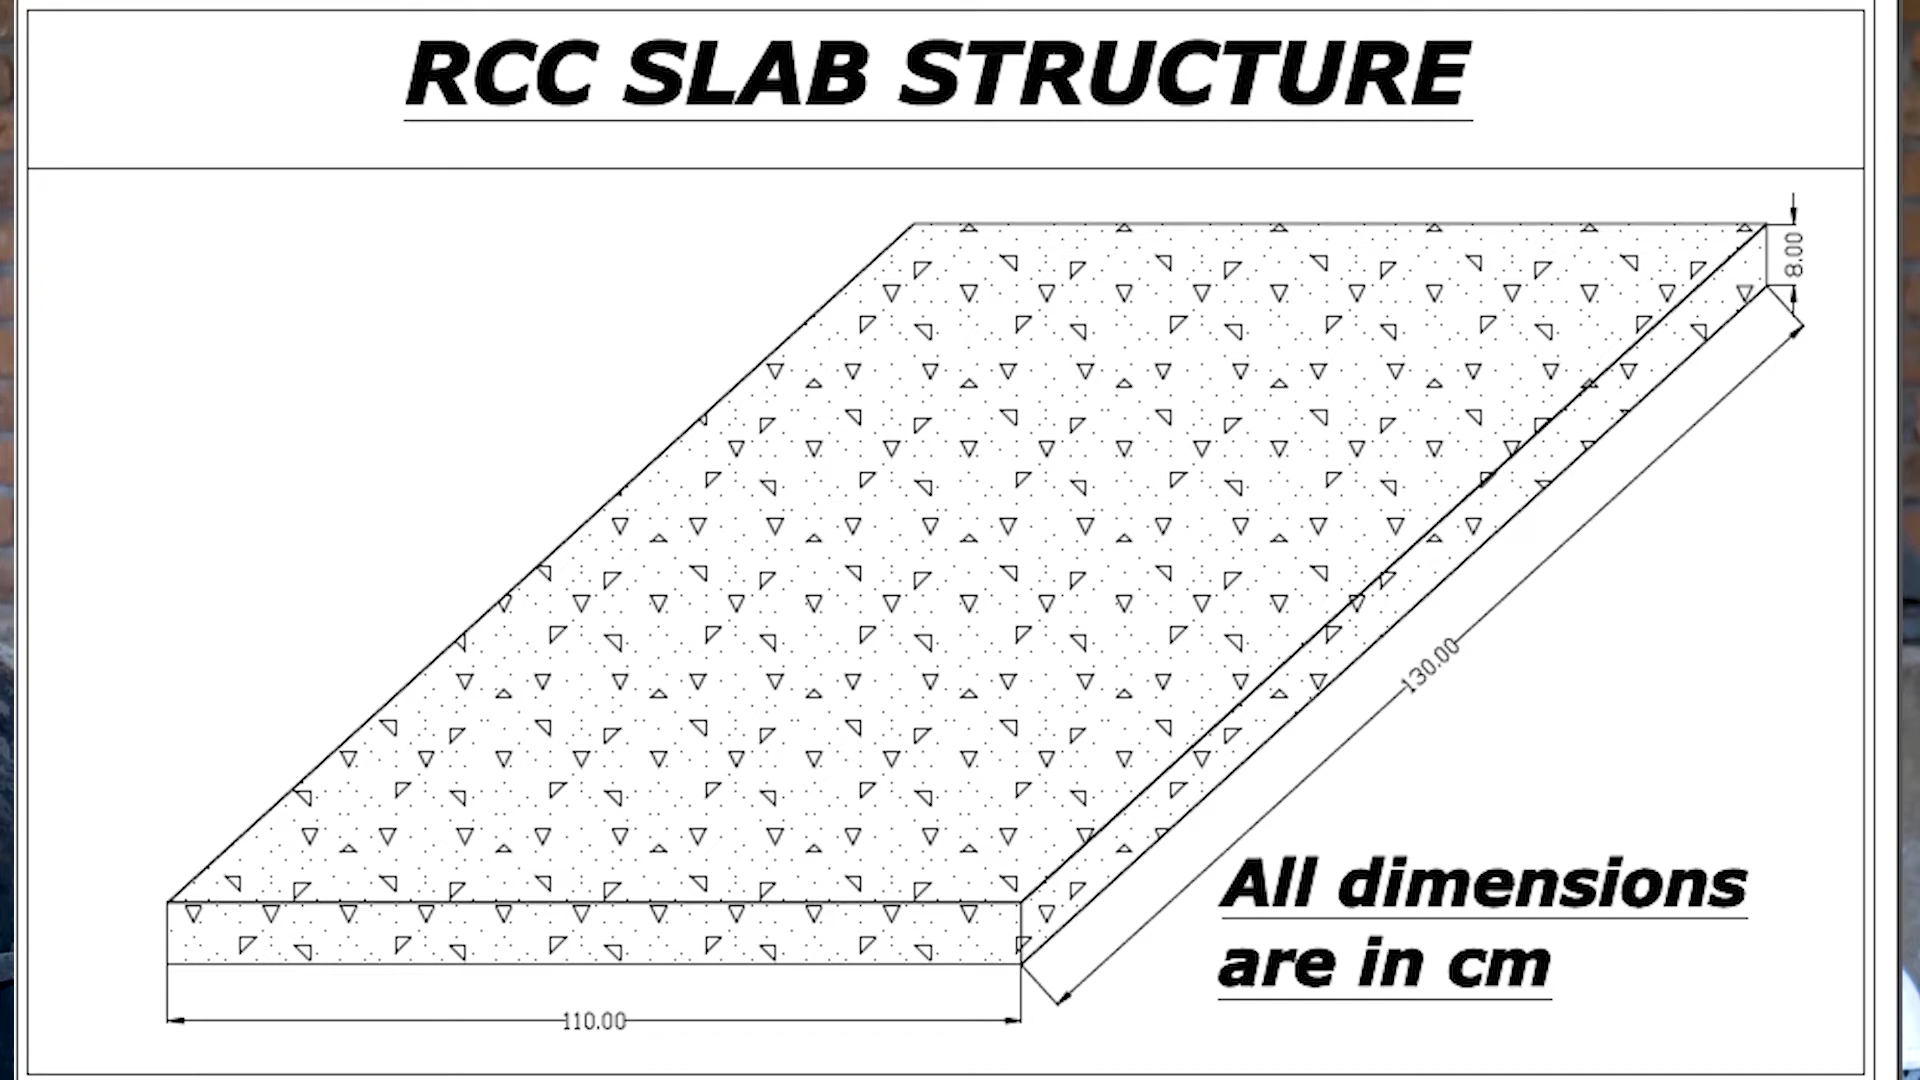 RCC SLAB STRUCTURE
8.00
130.00
All dimensions
are in cm
110.00